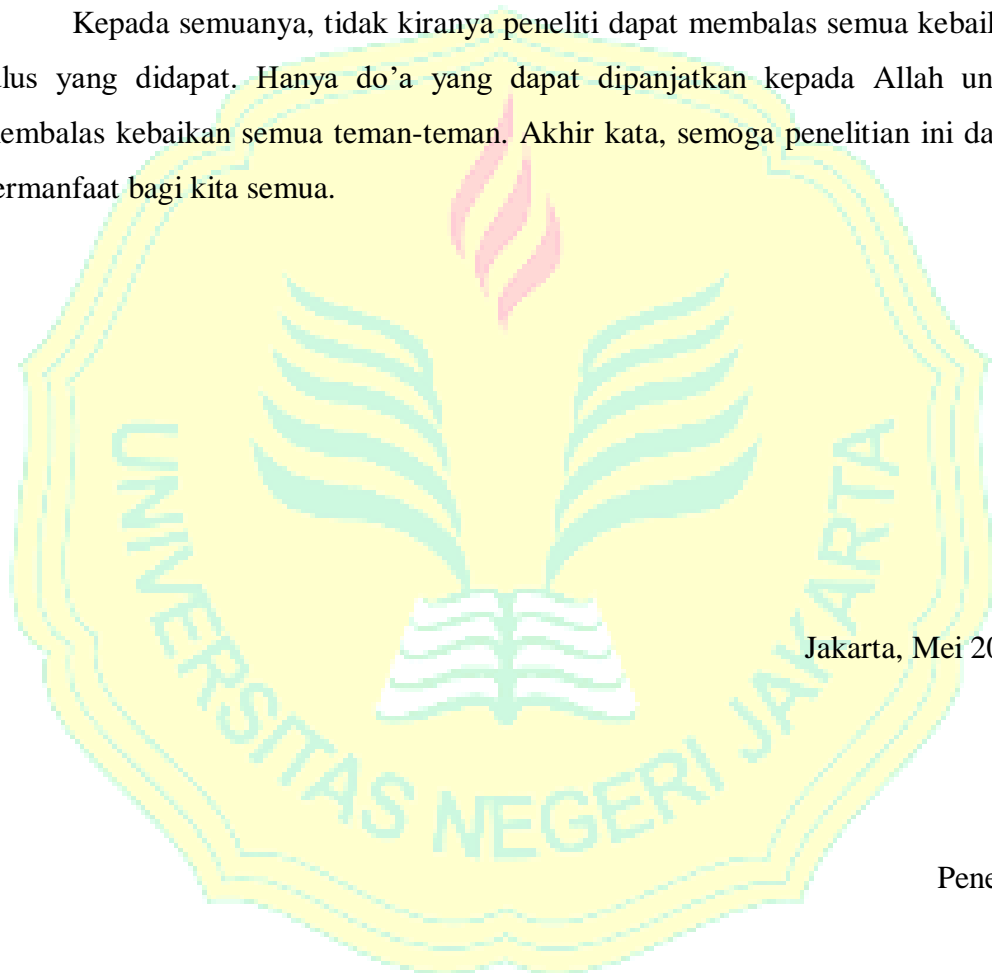 Kepada semuanya, tidak kiranya peneliti dapat membalas semua kebaik
ulus yang didapat. Hanya do’a yang dapat dipanjatkan kepada Allah un
embalas kebaikan semua teman-teman. Akhir kata, semoga penelitian ini da
ermanfaat bagi kita semua.
UNIVERSITAS NEGERI JAKARTA
Jakarta, Mei 20
Pene